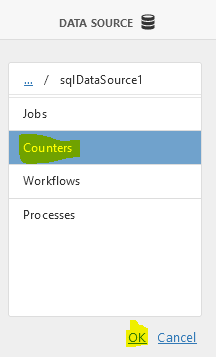 DATA SOURCE
... / sqlDataSource1
Jobs
Counters
Workflows
Processes
OK Cancel